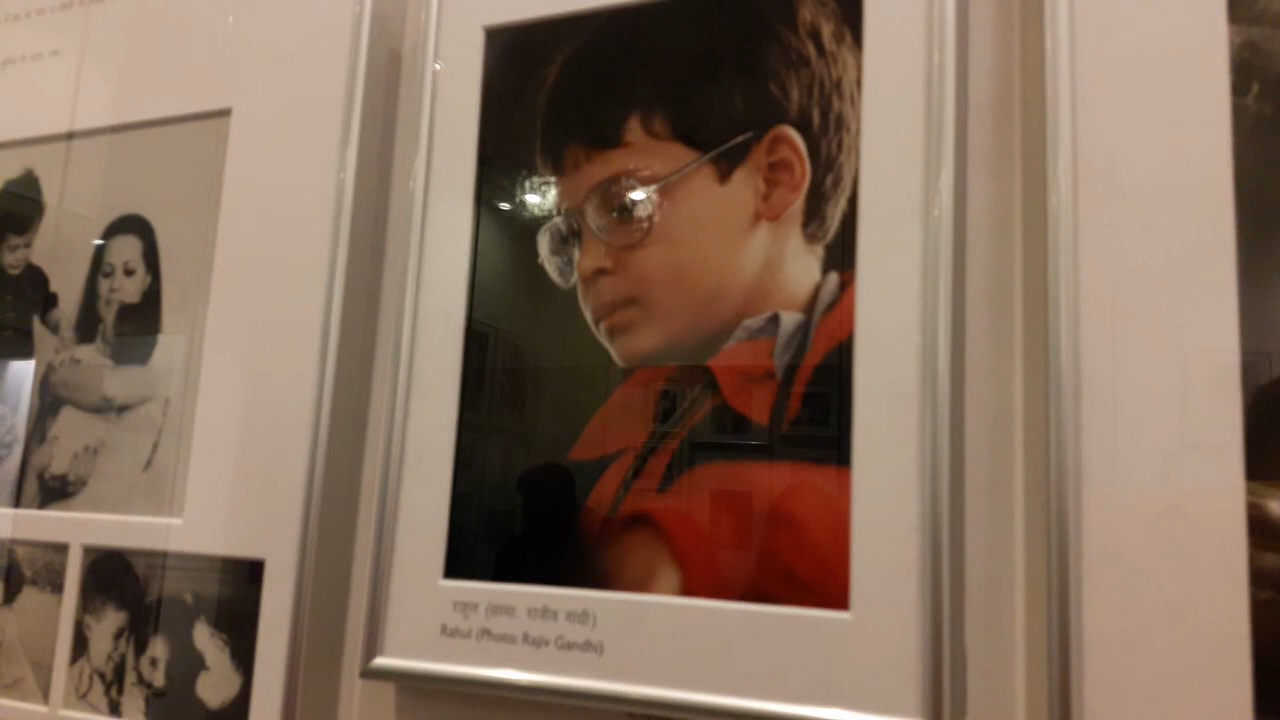 राहुल (छाया. राजीव गांधी)
Rahul (Photo: Rajiv Gandhi)